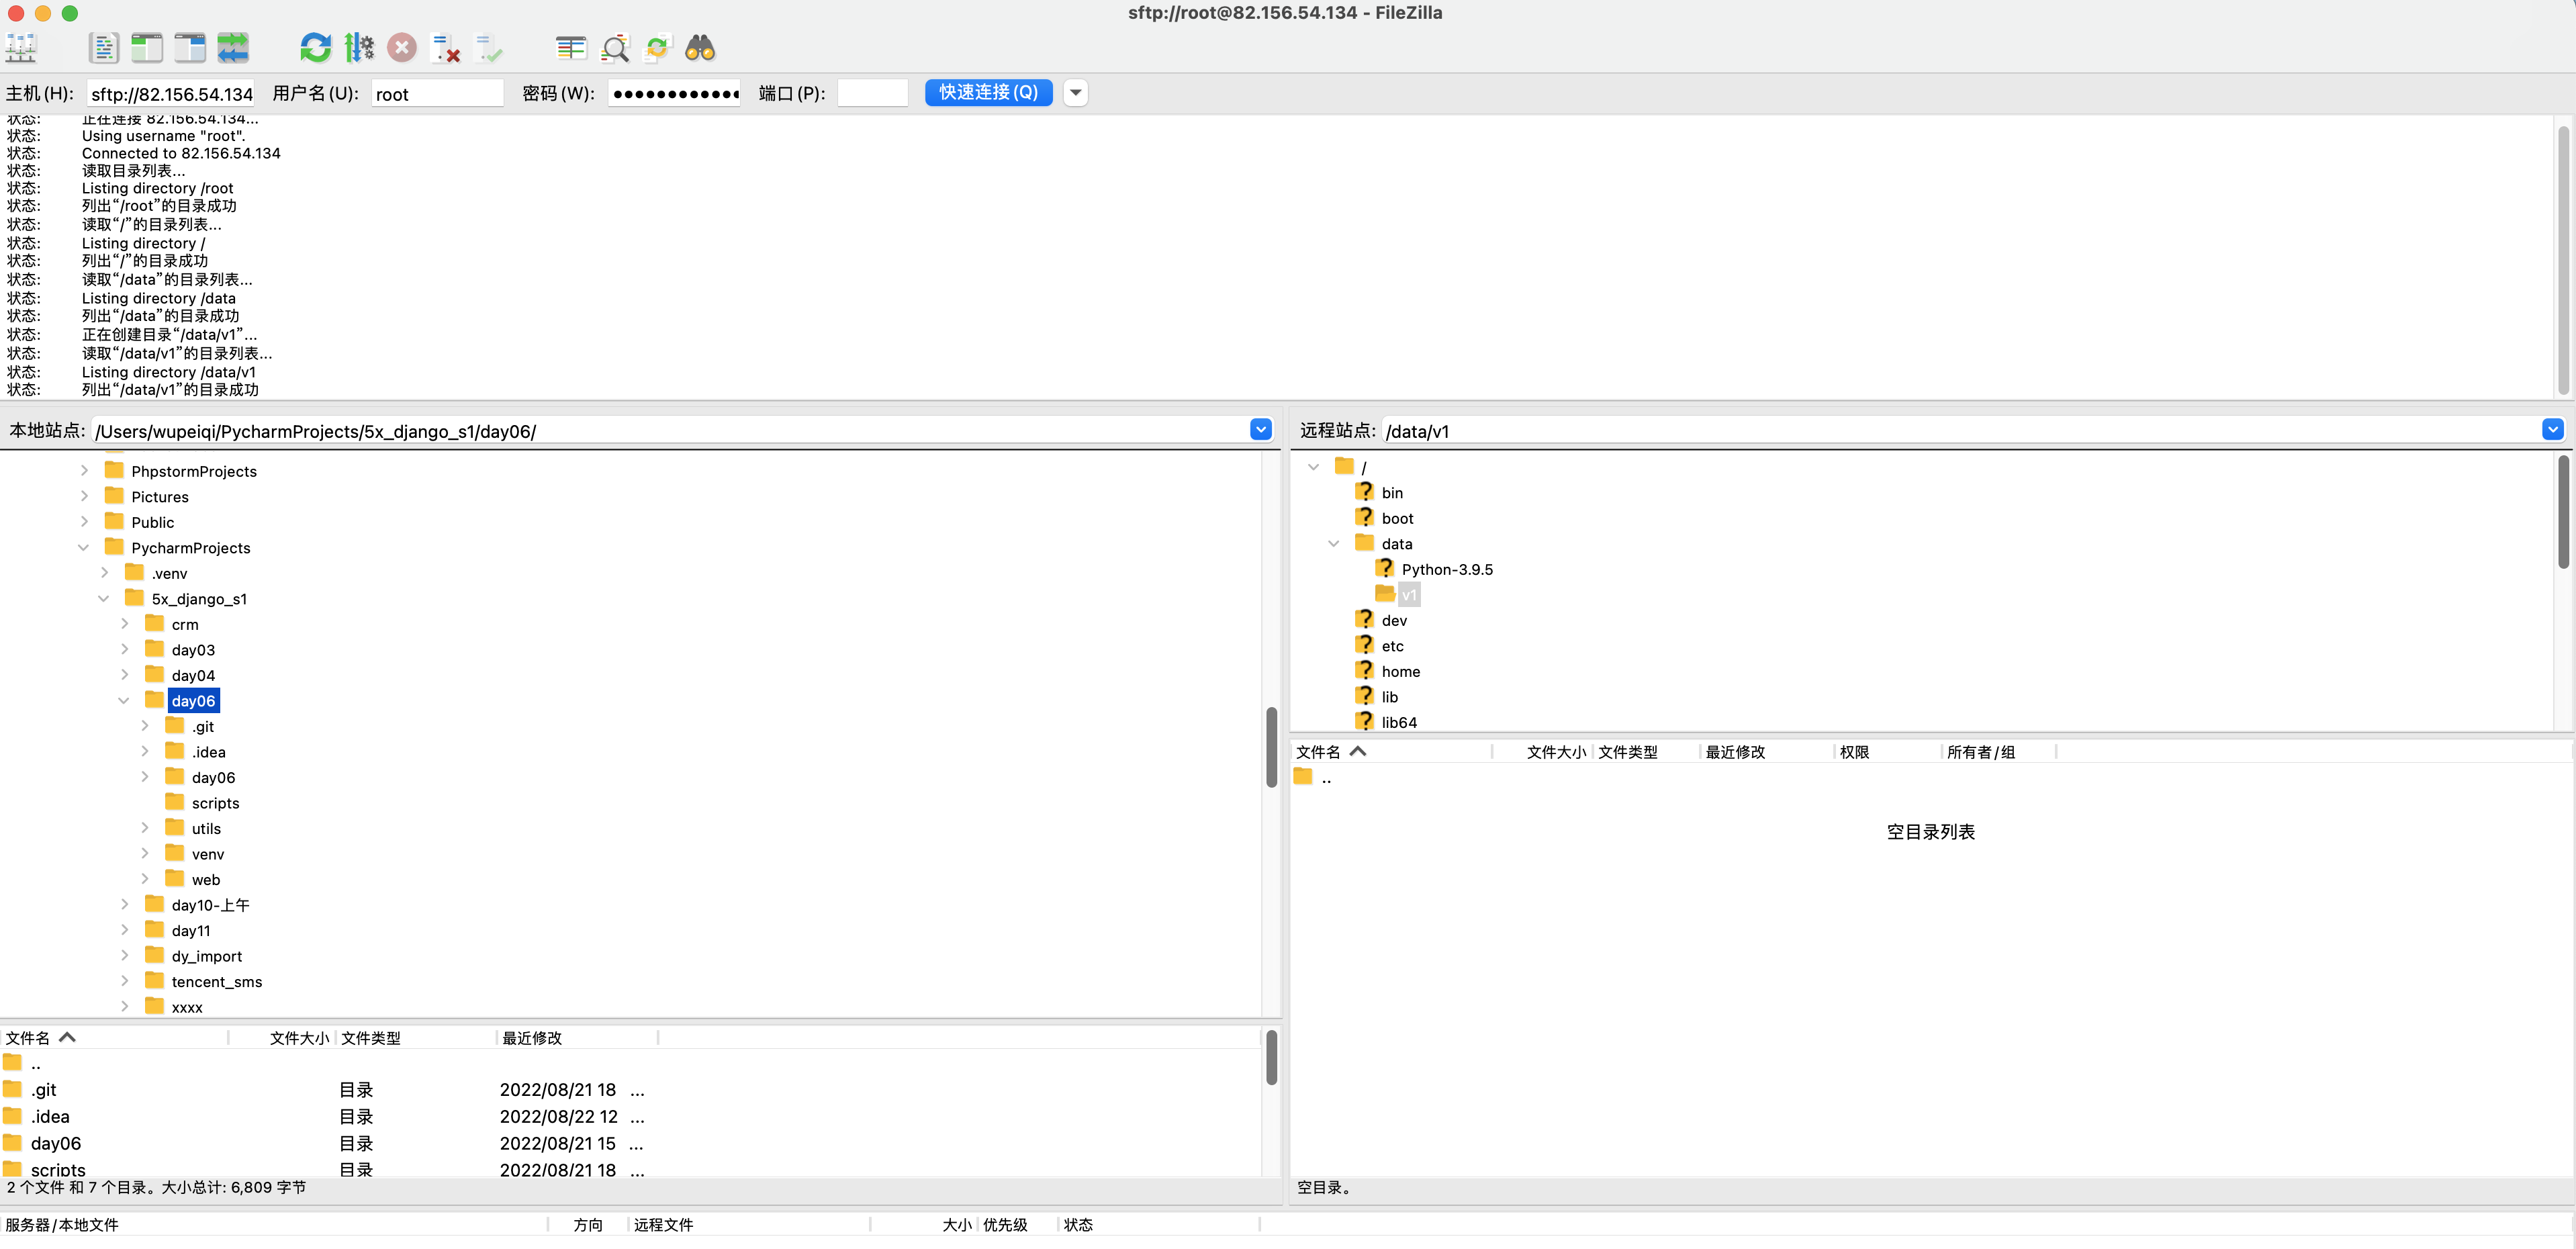 sftp://root@82.156.54.134 - FileZilla
主机(H): sftp://82.156.54.134 用户名(U): root 密码(W): ●●●●●●●●●●●● 端口(P): 快速连接(Q)
状态: 正在连接 82.156.54.134...
状态: Using username "root".
状态: Connected to 82.156.54.134
状态: 读取目录列表...
状态: Listing directory /root
状态: 列出“/root”的目录成功
状态: 读取“/”的目录列表...
状态: Listing directory /
状态: 列出“/”的目录成功
状态: 读取“/data”的目录列表...
状态: Listing directory /data
状态: 列出“/data”的目录成功
状态: 正在创建目录“/data/v1”...
状态: 读取“/data/v1”的目录列表...
状态: Listing directory /data/v1
状态: 列出“/data/v1”的目录成功
本地站点: /Users/wupeiqi/PycharmProjects/5x_django_s1/day06/
PhpstormProjects
Pictures
Public
PycharmProjects
.venv
5x_django_s1
crm
day03
day04
day06
.git
.idea
day06
scripts
utils
venv
web
day10-上午
day11
dy_import
tencent_sms
xxxx
文件名 文件大小 文件类型 最近修改
..
.git 目录 2022/08/21 18 ...
.idea 目录 2022/08/22 12 ...
day06 目录 2022/08/21 15 ...
scripts 目录 2022/08/21 18 ...
2 个文件 和 7 个目录。大小总计: 6,809 字节
远程站点: /data/v1
/
bin
boot
data
Python-3.9.5
v1
dev
etc
home
lib
lib64
文件名 文件大小 文件类型 最近修改 权限 所有者/组
..
空目录列表
空目录。
服务器/本地文件 方向 远程文件 大小 优先级 状态